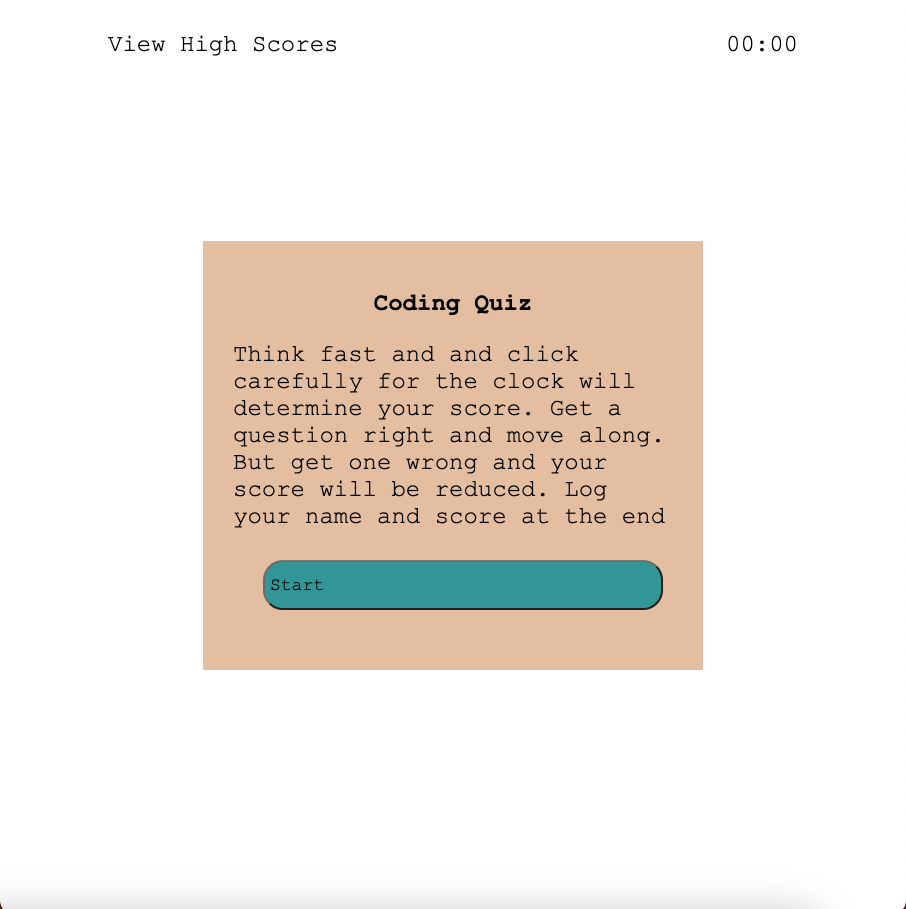 View High Scores
00:00
Coding Quiz
Think fast and and click
carefully for the clock will
determine your score. Get a
question right and move along.
But get one wrong and your
score will be reduced. Log
your name and score at the end
Start